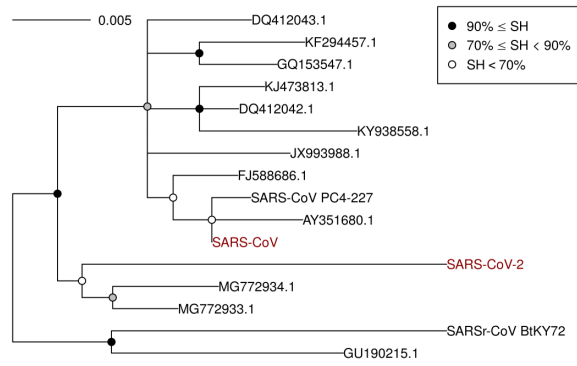 0.005
90% ≤ SH
70% ≤ SH < 90%
SH < 70%
DQ412043.1
KF294457.1
GQ153547.1
KJ473813.1
DQ412042.1
KY938558.1
JX993988.1
FJ588686.1
SARS-CoV PC4-227
AY351680.1
SARS-CoV
SARS-CoV-2
MG772934.1
MG772933.1
SARSr-CoV BtKY72
GU190215.1